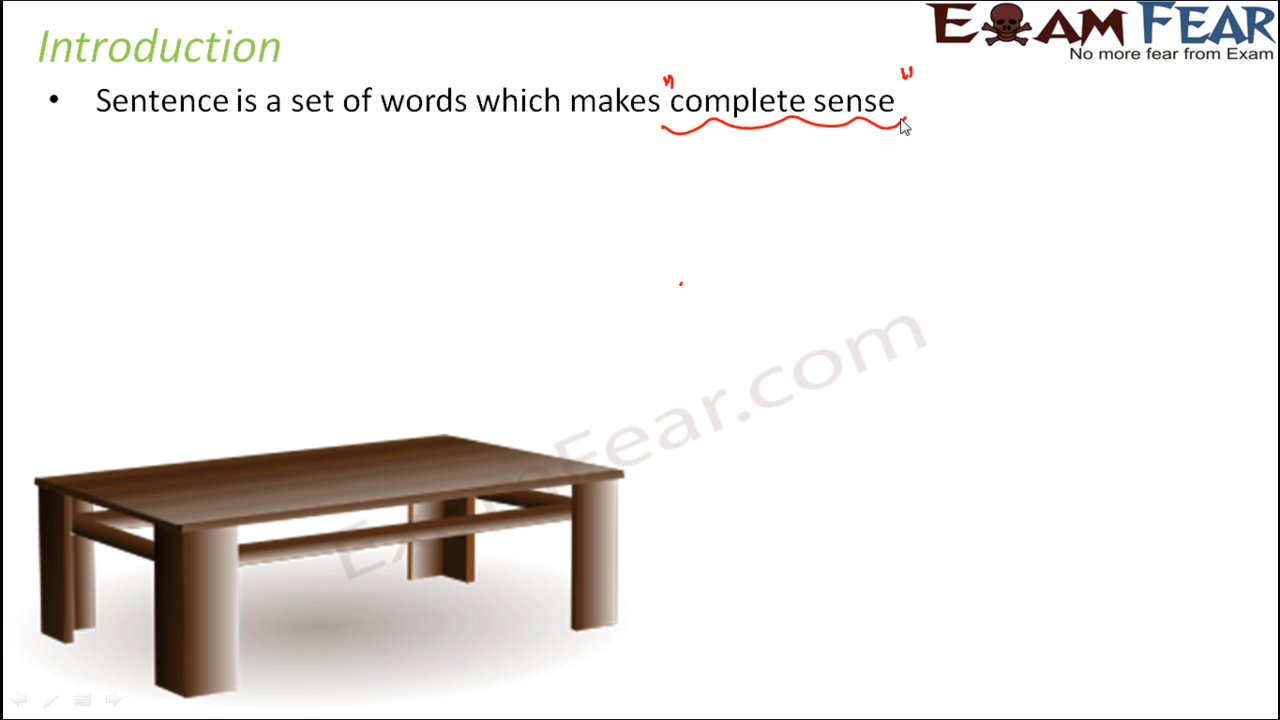 Introduction
EXAM FEAR
No more fear from Exam
• Sentence is a set of words which makes "complete sense"
ExamFear.com